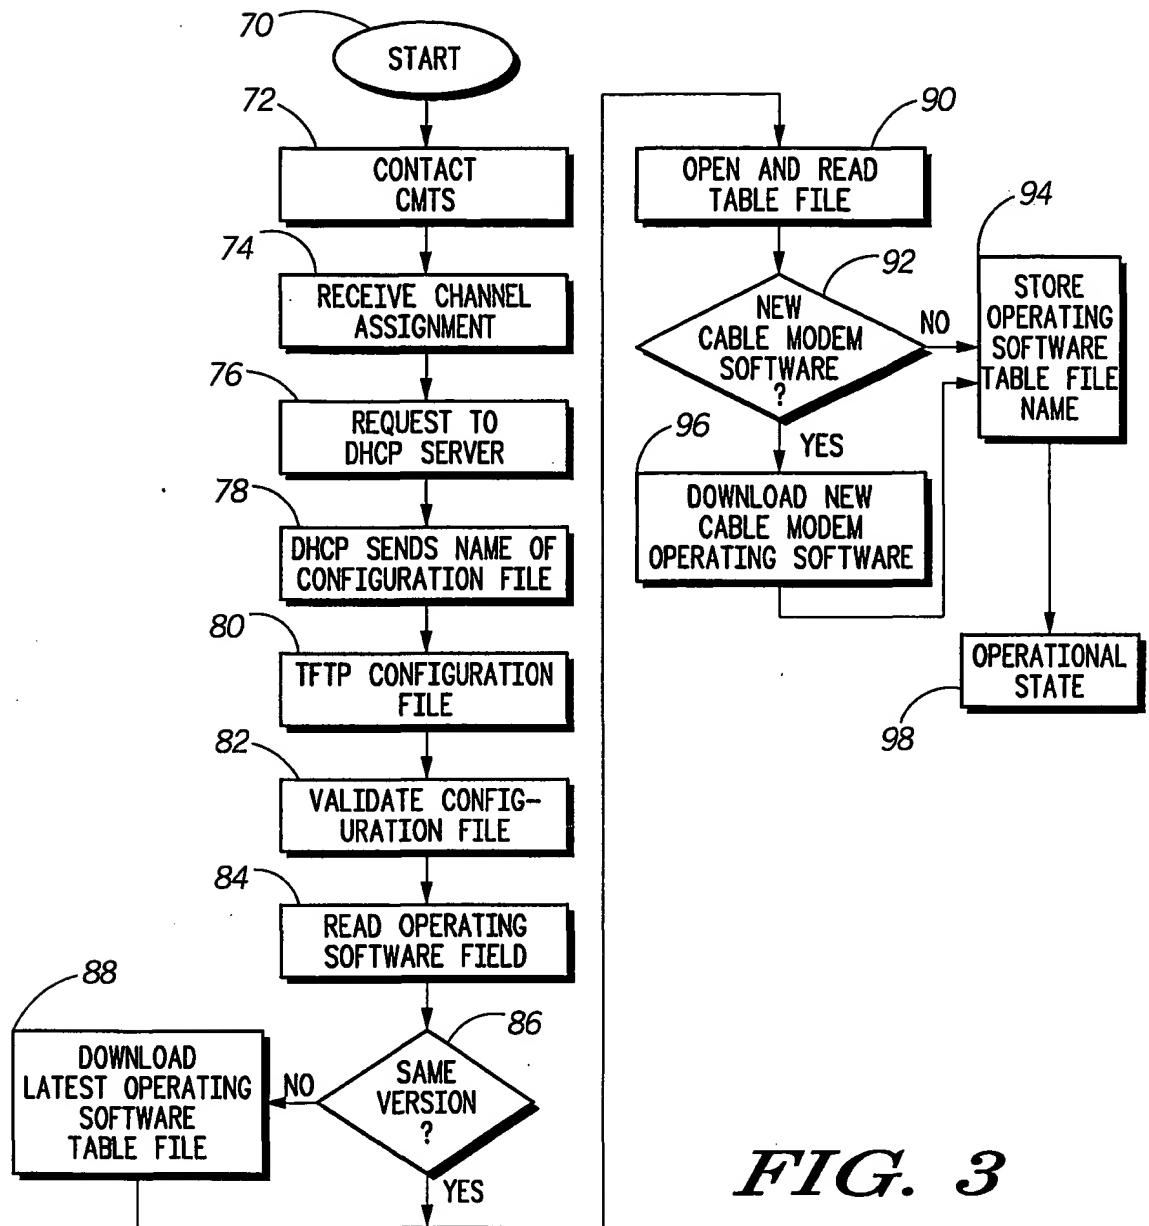 70
START
72
CONTACT
CMTS
74
RECEIVE CHANNEL
ASSIGNMENT
76
REQUEST TO
DHCP SERVER
78
DHCP SENDS NAME OF
CONFIGURATION FILE
80
TFTP CONFIGURATION
FILE
82
VALIDATE CONFIG-
URATION FILE
84
READ OPERATING
SOFTWARE FIELD
86
SAME
VERSION
?
NO
YES
88
DOWNLOAD
LATEST OPERATING
SOFTWARE
TABLE FILE
90
OPEN AND READ
TABLE FILE
92
NEW
CABLE MODEM
SOFTWARE
?
NO
YES
94
STORE
OPERATING
SOFTWARE
TABLE FILE
NAME
96
DOWNLOAD NEW
CABLE MODEM
OPERATING SOFTWARE
OPERATIONAL
STATE
98
FIG. 3